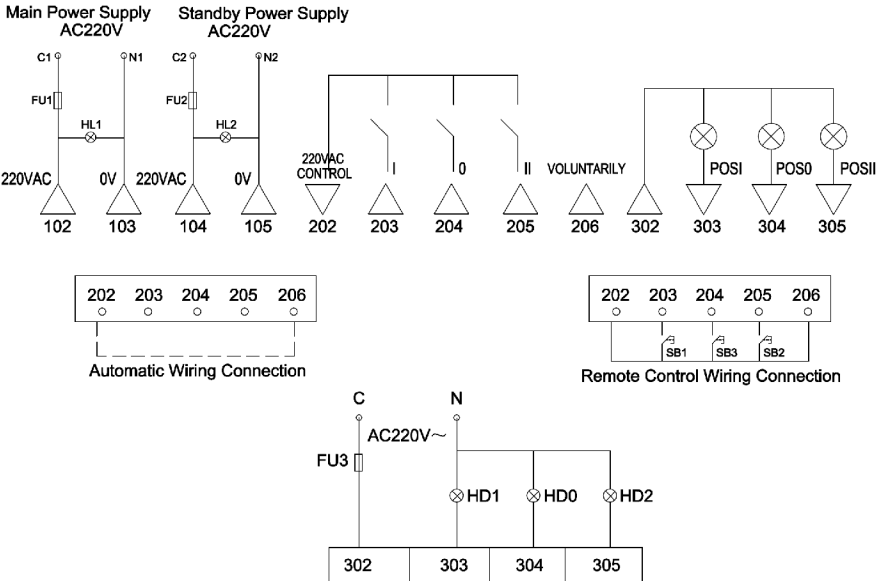 Main Power Supply
AC220V
Standby Power Supply
AC220V
C1
N1
C2
N2
FU1
HL1
FU2
HL2
220VAC
0V
220VAC
0V
220VAC
CONTROL
I
0
II
VOLUNTARILY
POSI
POS0
POSII
102
103
104
105
202
203
204
205
206
302
303
304
305
202 203 204 205 206
Automatic Wiring Connection
202 203 204 205 206
SB1 SB3 SB2
Remote Control Wiring Connection
C
N
AC220V~
FU3
HD1
HD0
HD2
302 303 304 305